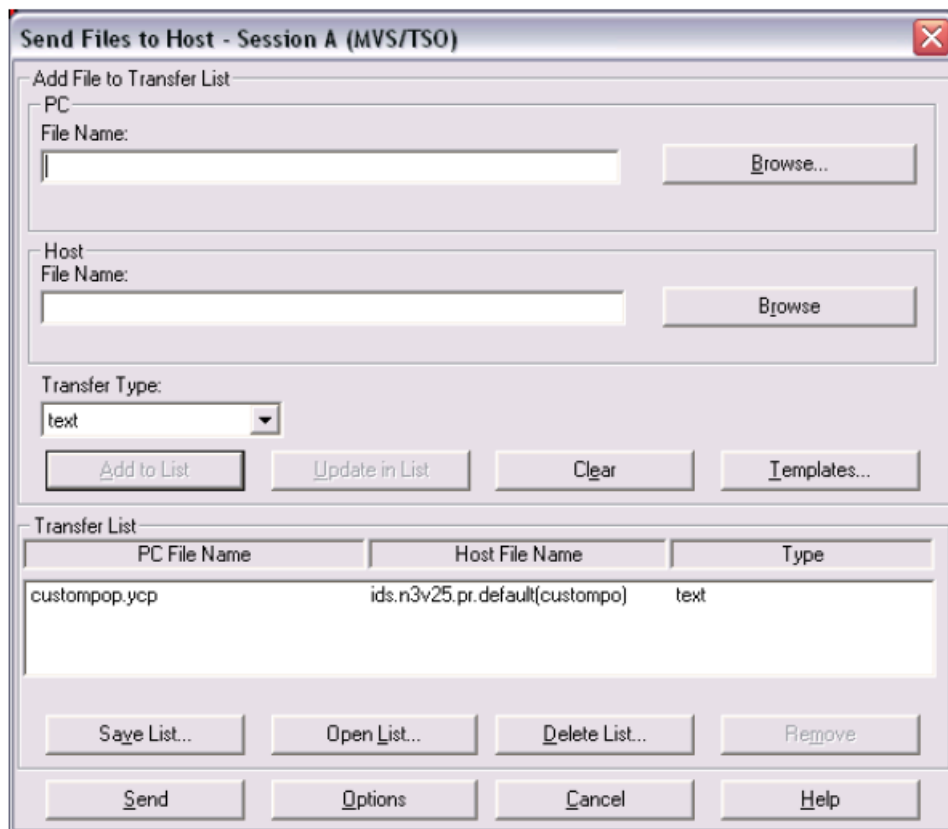 Send Files to Host - Session A (MVS/TSO)
Add File to Transfer List
PC
File Name:
Browse...
Host
File Name:
Browse
Transfer Type:
text
Add to List Update in List Clear Templates...
Transfer List
PC File Name Host File Name Type
custompop.ycp ids.n3v25.pr.default(custompo) text
Save List... Open List... Delete List... Remove
Send Options Cancel Help